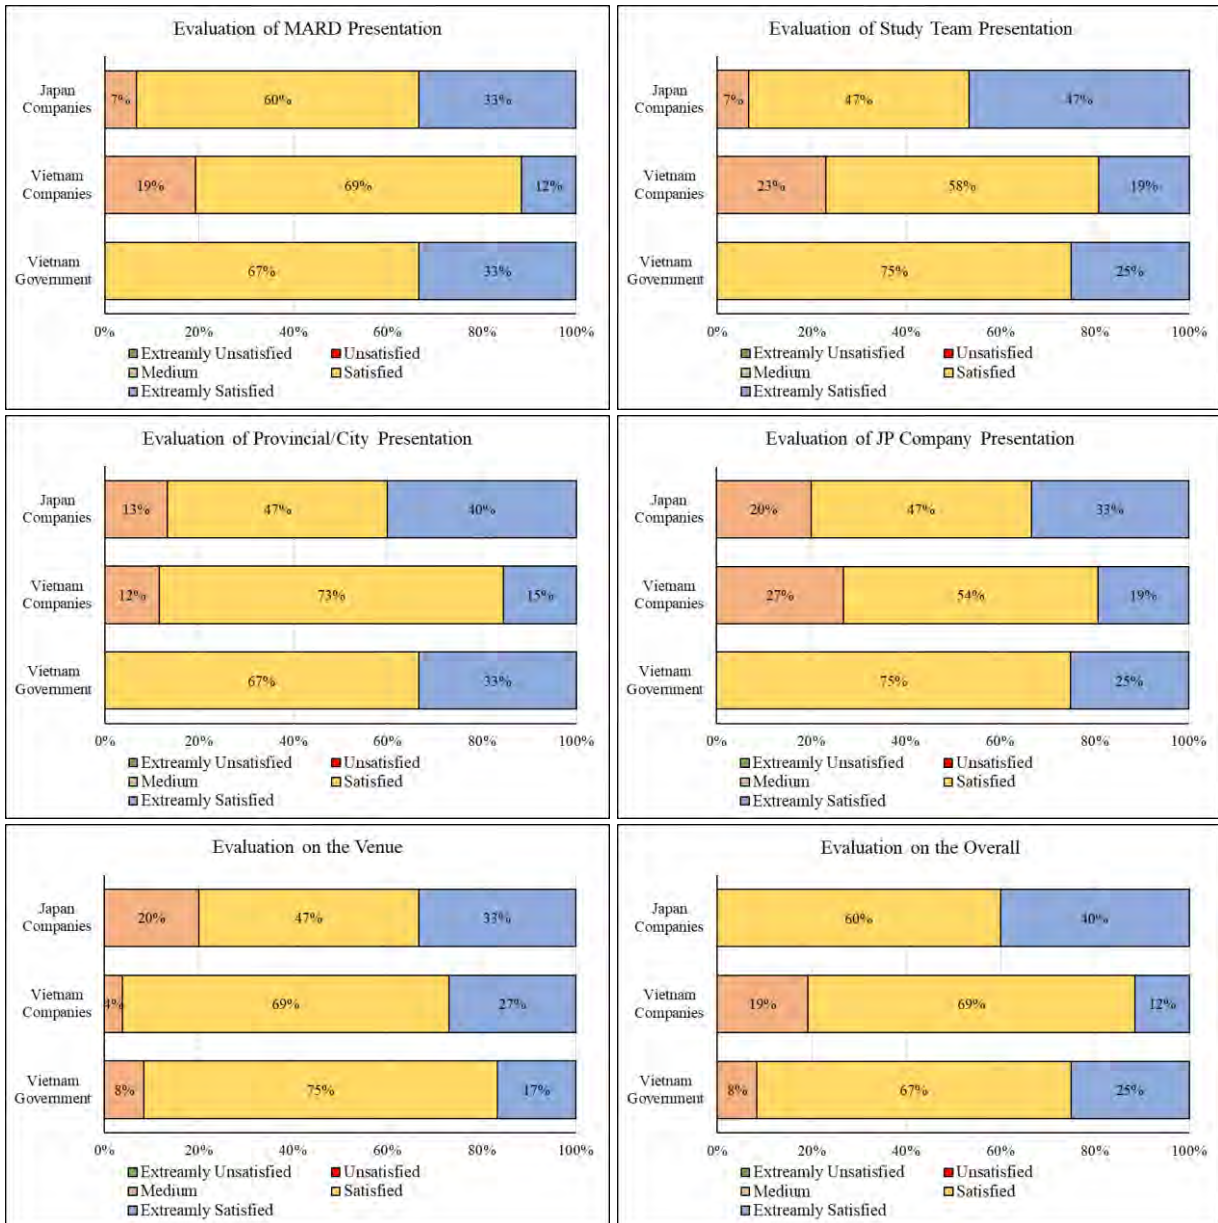 Evaluation of MARD Presentation
Japan
Companies
7% 60% 33%
Vietnam
Companies
19% 69% 12%
Vietnam
Government
67% 33%
0% 20% 40% 60% 80% 100%
Extreamly Unsatisfied Unsatisfied
Medium Satisfied
Extreamly Satisfied
Evaluation of Study Team Presentation
Japan
Companies
7% 47% 47%
Vietnam
Companies
23% 58% 19%
Vietnam
Government
75% 25%
0% 20% 40% 60% 80% 100%
Extreamly Unsatisfied Unsatisfied
Medium Satisfied
Extreamly Satisfied
Evaluation of Provincial/City Presentation
Japan
Companies
13% 47% 40%
Vietnam
Companies
12% 73% 15%
Vietnam
Government
67% 33%
0% 20% 40% 60% 80% 100%
Extreamly Unsatisfied Unsatisfied
Medium Satisfied
Extreamly Satisfied
Evaluation of JP Company Presentation
Japan
Companies
20% 47% 33%
Vietnam
Companies
27% 54% 19%
Vietnam
Government
75% 25%
0% 20% 40% 60% 80% 100%
Extreamly Unsatisfied Unsatisfied
Medium Satisfied
Extreamly Satisfied
Evaluation on the Venue
Japan
Companies
20% 47% 33%
Vietnam
Companies
4% 69% 27%
Vietnam
Government
8% 75% 17%
0% 20% 40% 60% 80% 100%
Extreamly Unsatisfied Unsatisfied
Medium Satisfied
Extreamly Satisfied
Evaluation on the Overall
Japan
Companies
60% 40%
Vietnam
Companies
19% 69% 12%
Vietnam
Government
8% 67% 25%
0% 20% 40% 60% 80% 100%
Extreamly Unsatisfied Unsatisfied
Medium Satisfied
Extreamly Satisfied